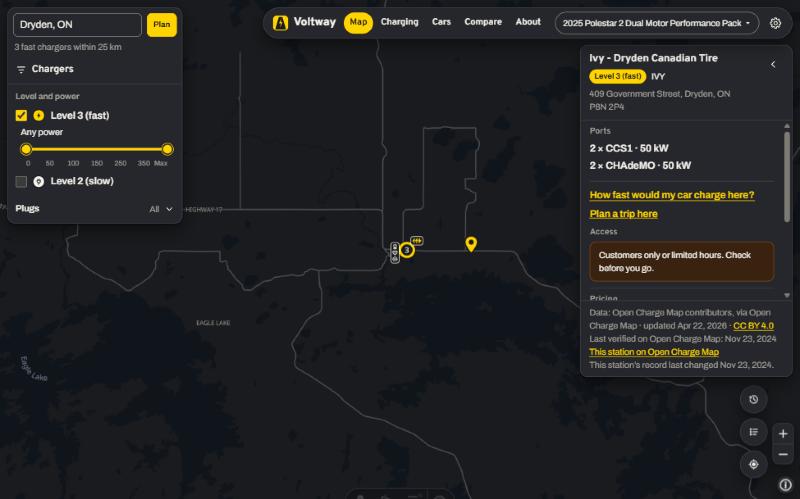 Dryden, ON
Plan
3 fast chargers within 25 km
Chargers
Level and power
Level 3 (fast)
Any power
0 50 100 150 250 350 Max
Level 2 (slow)
Plugs All
Voltway
Map Charging Cars Compare About
2025 Polestar 2 Dual Motor Performance Pack
Ivy - Dryden Canadian Tire
Level 3 (fast) IVY
409 Government Street, Dryden, ON
P8N 2P4
Ports
2 × CCS1 · 50 kW
2 × CHAdeMO · 50 kW
How fast would my car charge here?
Plan a trip here
Access
Customers only or limited hours. Check
before you go.
Pricing
Data: Open Charge Map contributors, via Open
Charge Map · updated Apr 22, 2026 · CC BY 4.0
Last verified on Open Charge Map: Nov 23, 2024
This station on Open Charge Map
This station's record last changed Nov 23, 2024.
HIGHWAY 17
3
EAGLE LAKE
Eagle Lake
+
−